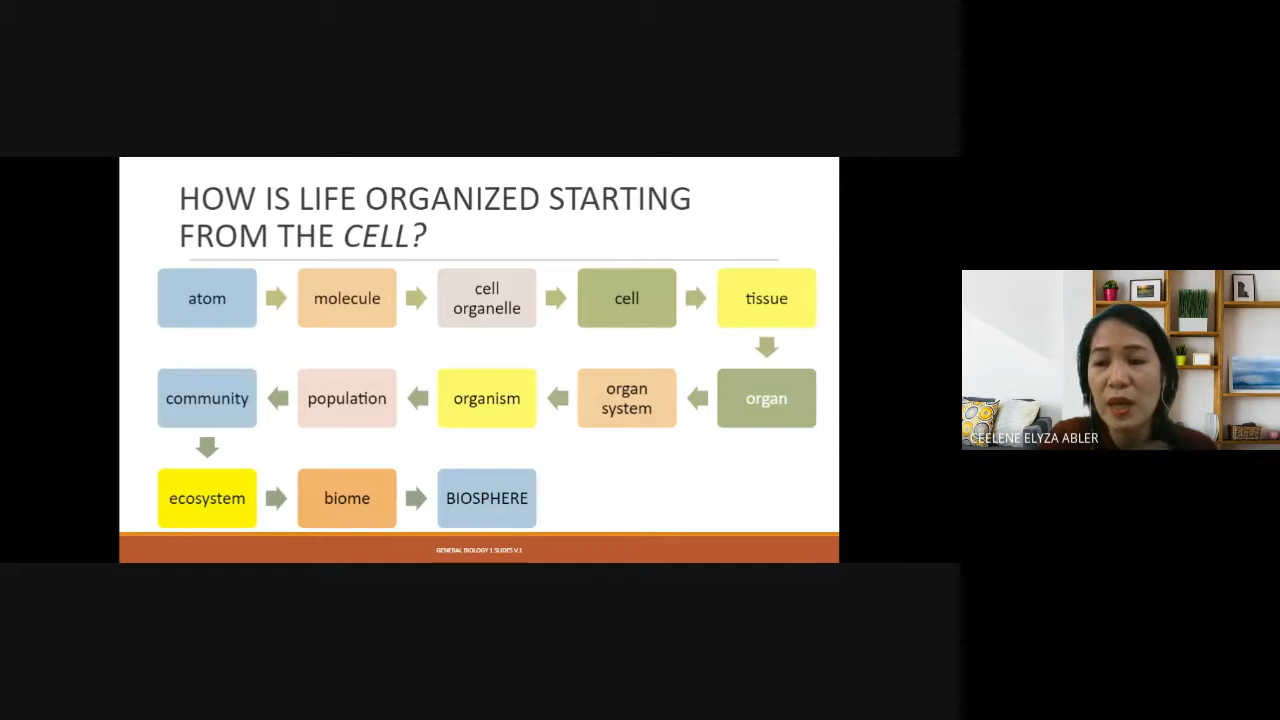 HOW IS LIFE ORGANIZED STARTING
FROM THE CELL?
atom
molecule
cell
organelle
cell
tissue
organ
organ
system
organism
population
community
ecosystem
biome
BIOSPHERE
GENERAL BIOLOGY 1 SLIDES V.1
CEELENE ELYZA ABLER